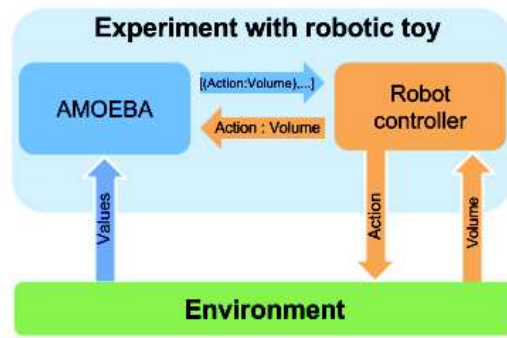 Experiment with robotic toy
AMOEBA
[(Action:Volume),...]
Action : Volume
Robot
controller
Values
Action
Volume
Environment